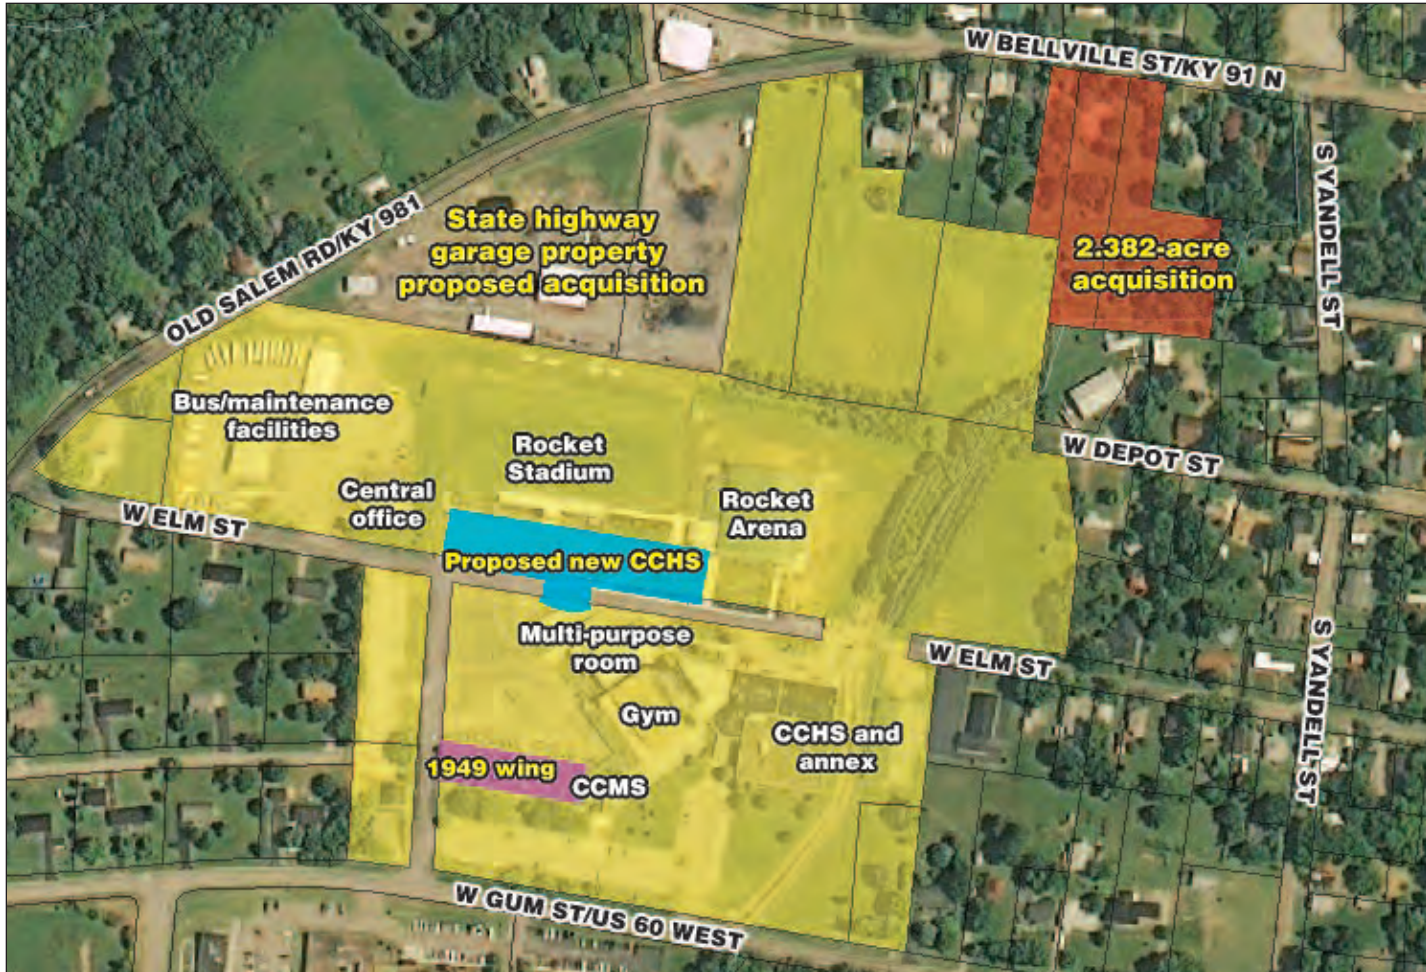 W BELLVILLE ST/KY 91 N
S YANDELL ST
OLD SALEM RD/KY 981
State highway
garage property
proposed acquisition
2.382-acre
acquisition
Bus/maintenance
facilities
Rocket
Stadium
W DEPOT ST
Central
office
Rocket
Arena
W ELM ST
Proposed new CCHS
Multi-purpose
room
W ELM ST
S YANDELL ST
Gym
CCHS and
annex
1949 wing
CCMS
W GUM ST/US 60 WEST